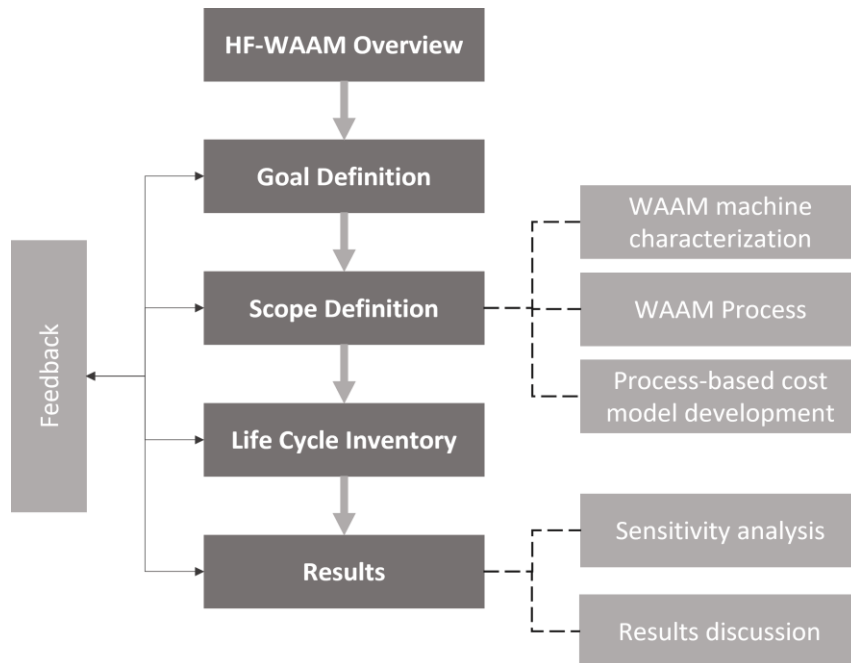 HF-WAAM Overview
Goal Definition
WAAM machine
characterization
Scope Definition
WAAM Process
Feedback
Process-based cost
model development
Life Cycle Inventory
Sensitivity analysis
Results
Results discussion